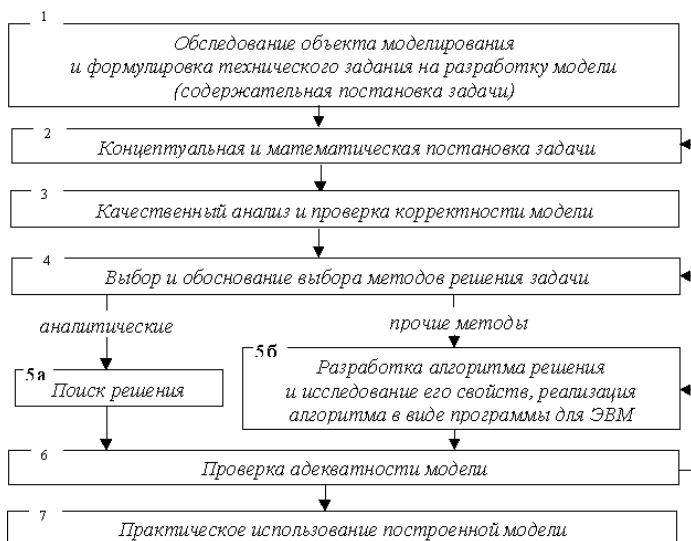 1
Обследование объекта моделирования
и формулировка технического задания на разработку модели
(содержательная постановка задачи)
2
Концептуальная и математическая постановка задачи
3
Качественный анализ и проверка корректности модели
4
Выбор и обоснование выбора методов решения задачи
аналитические
прочие методы
5а
Поиск решения
5б
Разработка алгоритма решения
и исследование его свойств, реализация
алгоритма в виде программы для ЭВМ
6
Проверка адекватности модели
7
Практическое использование построенной модели